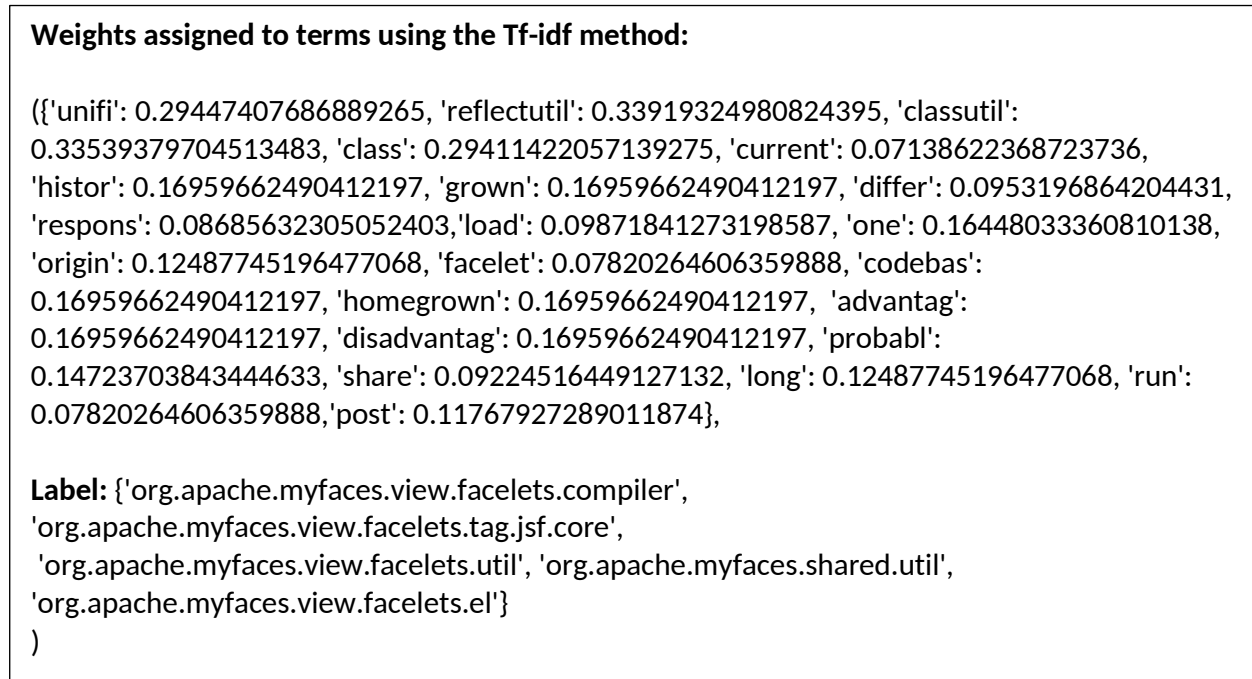 Weights assigned to terms using the Tf-idf method:
({'unifi': 0.29447407686889265, 'reflectutil': 0.33919324980824395, 'classutil':
0.33539379704513483, 'class': 0.29411422057139275, 'current': 0.07138622368723736,
'histor': 0.16959662490412197, 'grown': 0.16959662490412197, 'differ': 0.0953196864204431,
'respons': 0.08685632305052403,'load': 0.09871841273198587, 'one': 0.16448033360810138,
'origin': 0.12487745196477068, 'facelet': 0.07820264606359888, 'codebas':
0.16959662490412197, 'homegrown': 0.16959662490412197,  'advantag':
0.16959662490412197, 'disadvantag': 0.16959662490412197, 'probabl':
0.14723703843444633, 'share': 0.09224516449127132, 'long': 0.12487745196477068, 'run':
0.07820264606359888,'post': 0.11767927289011874},
Label: {'org.apache.myfaces.view.facelets.compiler',
'org.apache.myfaces.view.facelets.tag.jsf.core',
'org.apache.myfaces.view.facelets.util', 'org.apache.myfaces.shared.util',
'org.apache.myfaces.view.facelets.el'}
)